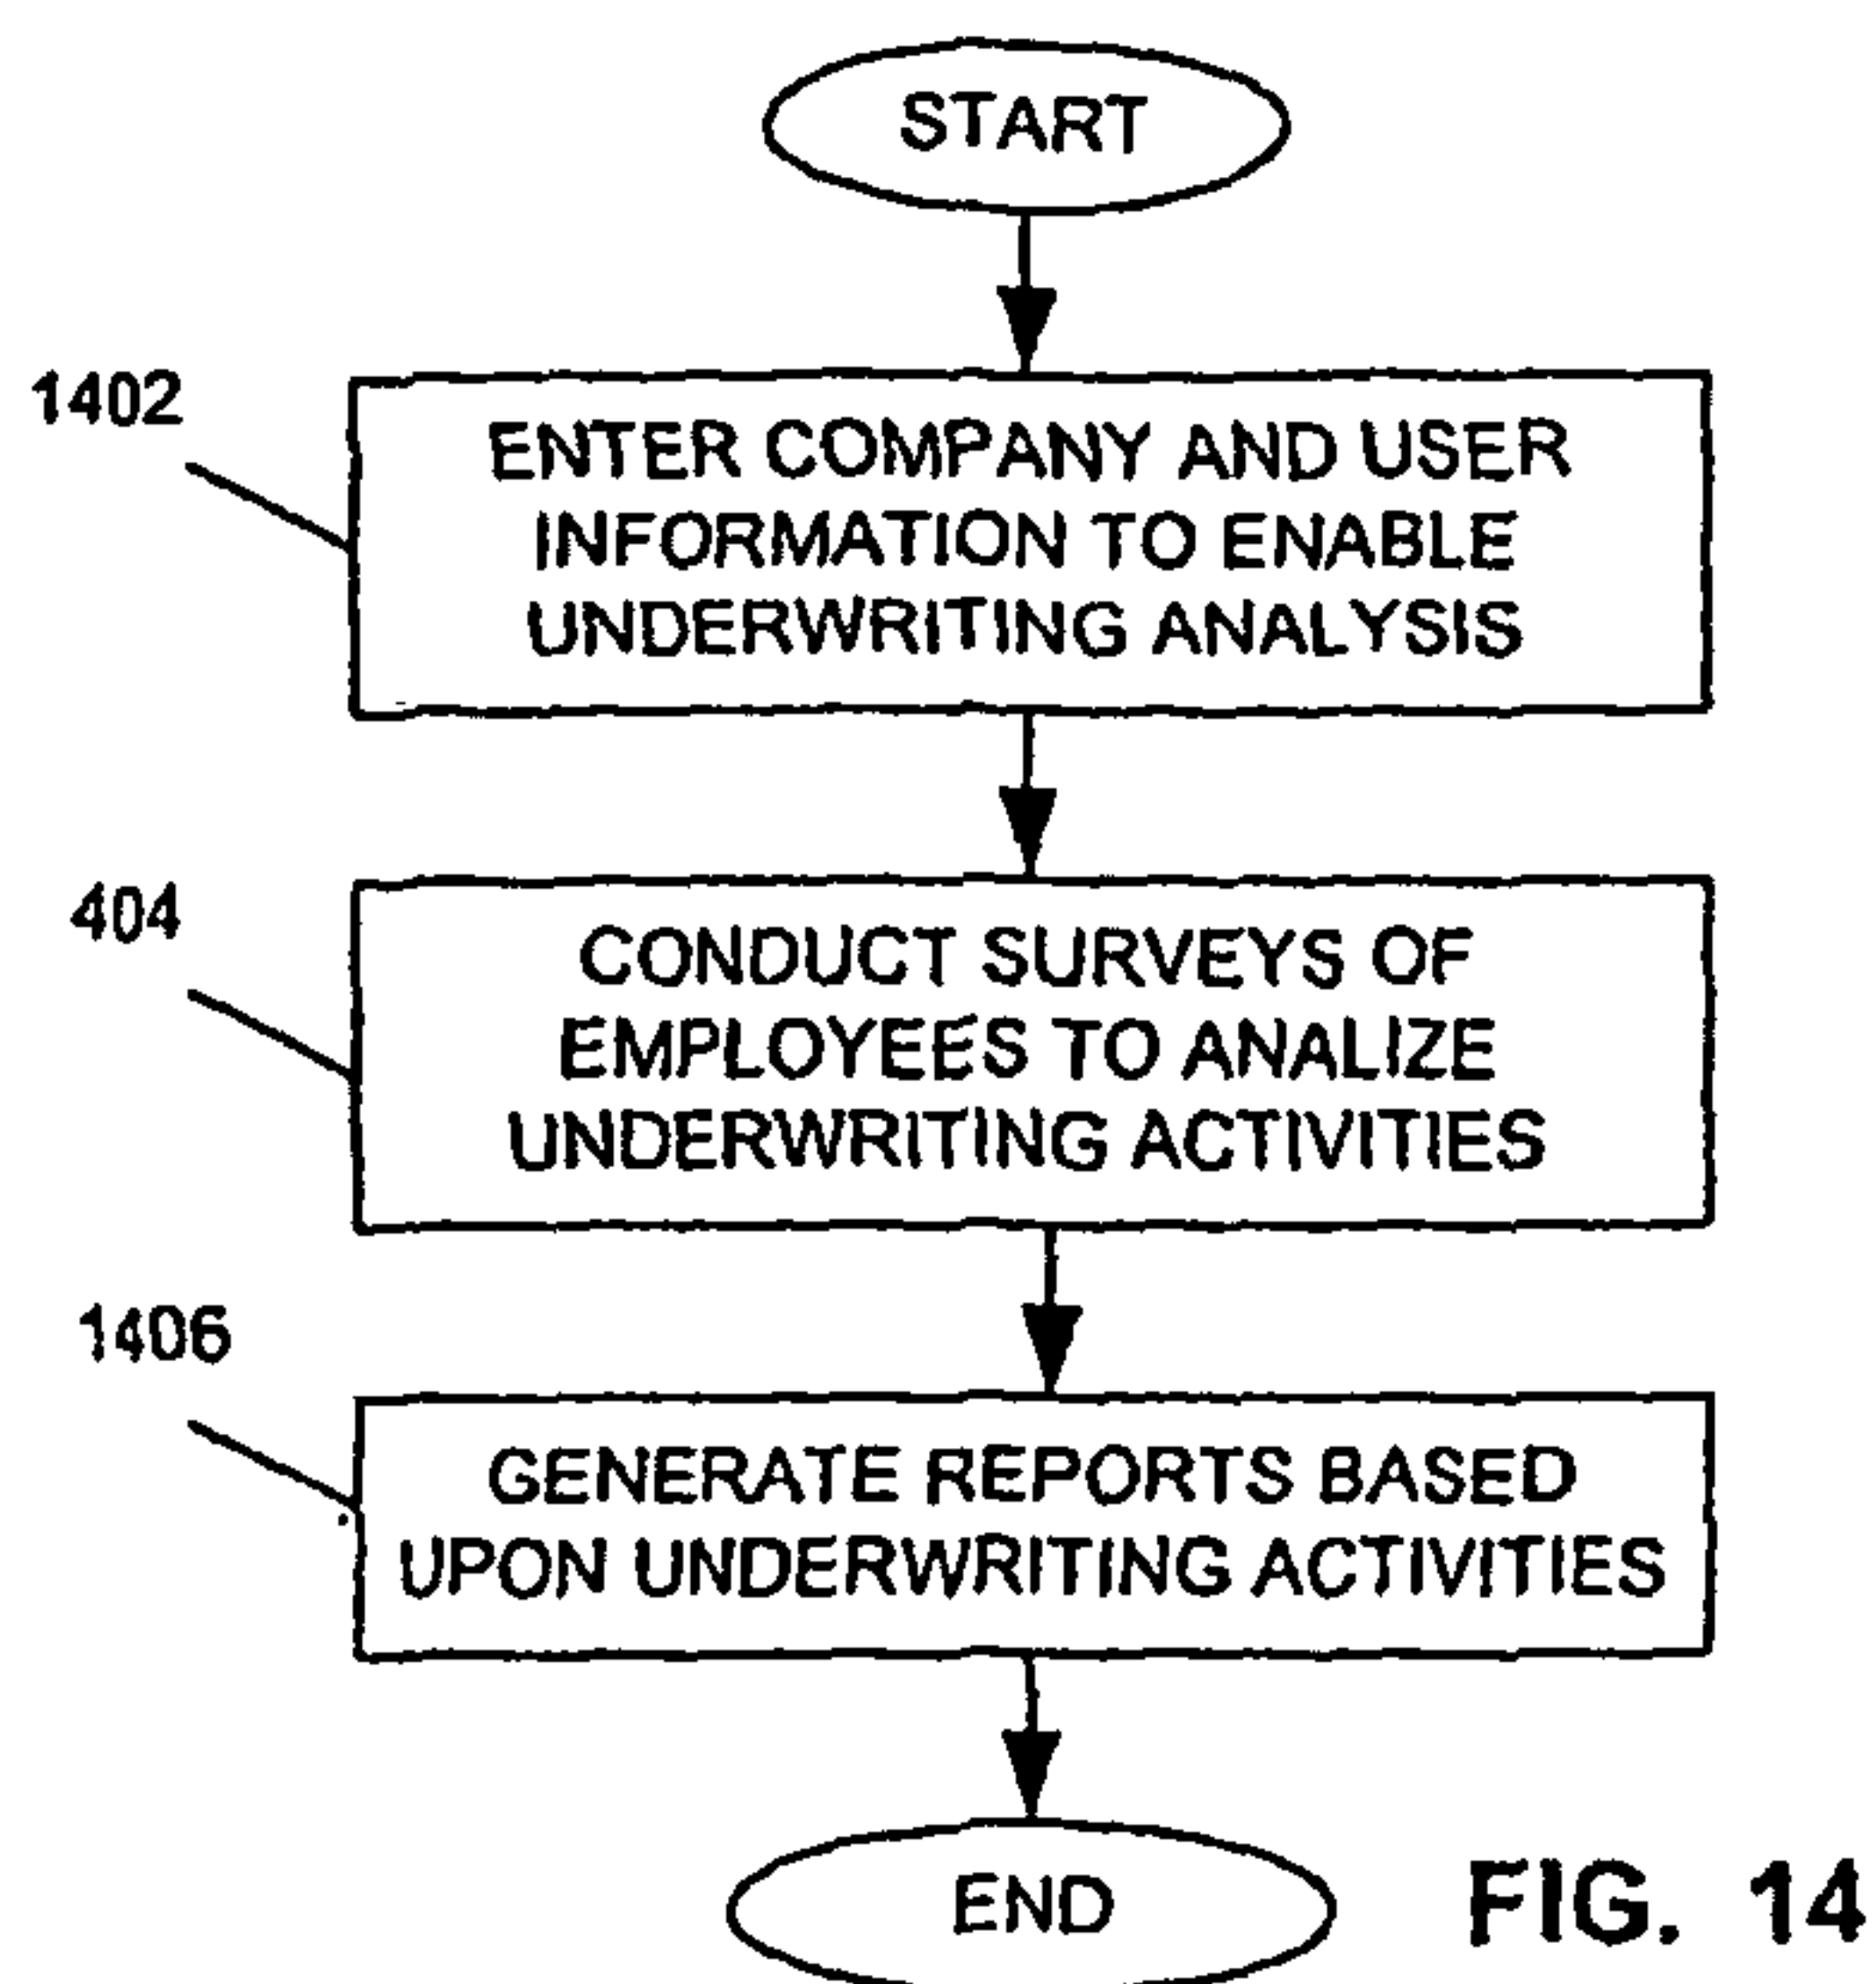 START
1402
ENTER COMPANY AND USER
INFORMATION TO ENABLE
UNDERWRITING ANALYSIS
404
CONDUCT SURVEYS OF
EMPLOYEES TO ANALIZE
UNDERWRITING ACTIVITIES
1406
GENERATE REPORTS BASED
UPON UNDERWRITING ACTIVITIES
END
FIG. 14